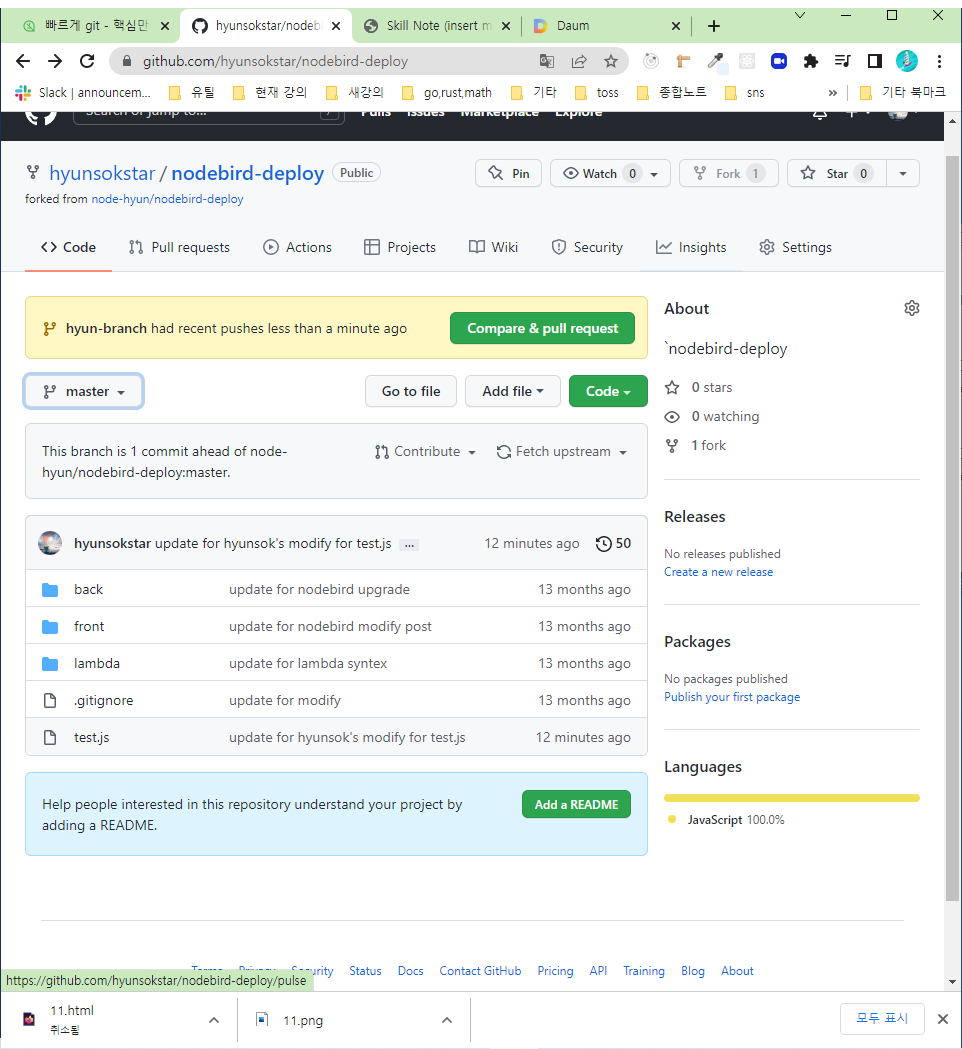 빠르게 git - 핵심만
hyunsokstar/nodeb
Skill Note (insert m
Daum
github.com/hyunsokstar/nodebird-deploy
Slack | announcem...
유틸
현재 강의
새강의
go,rust,math
기타
toss
종합노트
sns
»
기타 북마크
Search or jump to...
/
Pulls
Issues
Marketplace
Explore
hyunsokstar / nodebird-deploy
Public
Pin
Watch 0
Fork 1
Star 0
forked from node-hyun/nodebird-deploy
Code
Pull requests
Actions
Projects
Wiki
Security
Insights
Settings
hyun-branch had recent pushes less than a minute ago
Compare & pull request
master
Go to file
Add file
Code
This branch is 1 commit ahead of node-
hyun/nodebird-deploy:master.
Contribute
Fetch upstream
hyunsokstar update for hyunsok's modify for test.js ... 12 minutes ago 50
back update for nodebird upgrade 13 months ago
front update for nodebird modify post 13 months ago
lambda update for lambda syntex 13 months ago
.gitignore update for modify 13 months ago
test.js update for hyunsok's modify for test.js 12 minutes ago
Help people interested in this repository understand your project by
adding a README.
Add a README
About
`nodebird-deploy
0 stars
0 watching
1 fork
Releases
No releases published
Create a new release
Packages
No packages published
Publish your first package
Languages
JavaScript 100.0%
Terms
Privacy
Security
Status
Docs
Contact GitHub
Pricing
API
Training
Blog
About
https://github.com/hyunsokstar/nodebird-deploy/pulse
11.html
취소됨
11.png
모두 표시